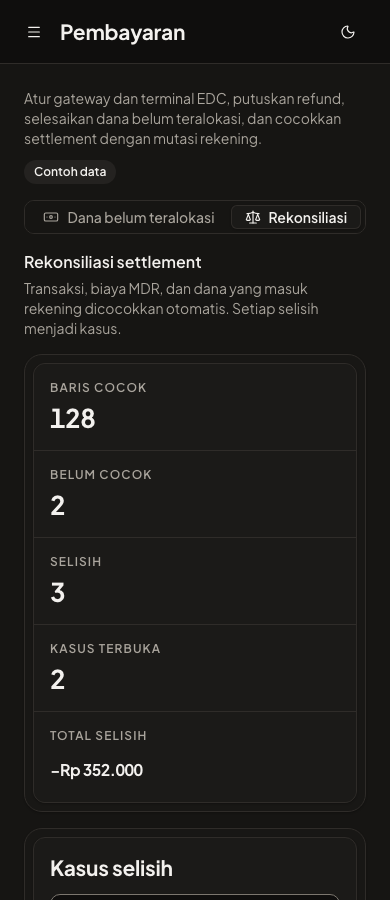 Pembayaran
Atur gateway dan terminal EDC, putuskan refund,
selesaikan dana belum teralokasi, dan cocokkan
settlement dengan mutasi rekening.
Contoh data
Dana belum teralokasi
Rekonsiliasi
Rekonsiliasi settlement
Transaksi, biaya MDR, dan dana yang masuk
rekening dicocokkan otomatis. Setiap selisih
menjadi kasus.
BARIS COCOK
128
BELUM COCOK
2
SELISIH
3
KASUS TERBUKA
2
TOTAL SELISIH
−Rp 352.000
Kasus selisih